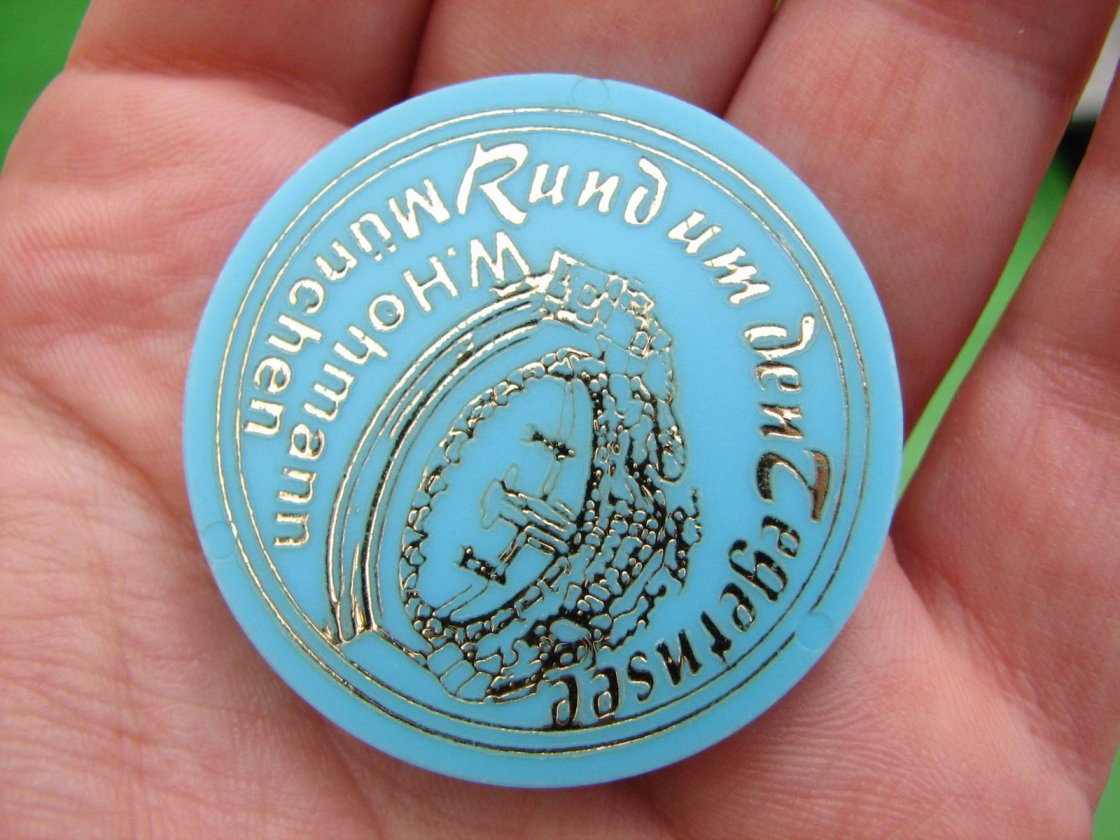 Rund um den Tegernsee
W.Hohmann
München